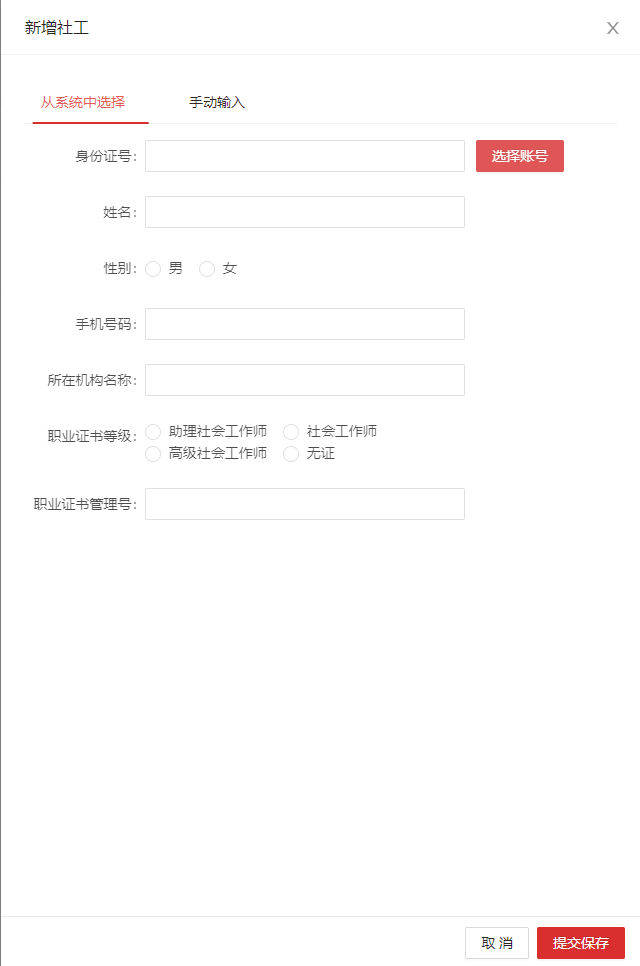 新增社工 X
从系统中选择 手动输入
身份证号: 选择账号
姓名:
性别: 男 女
手机号码:
所在机构名称:
职业证书等级: 助理社会工作师 社会工作师
高级社会工作师 无证
职业证书管理号:
取 消 提交保存